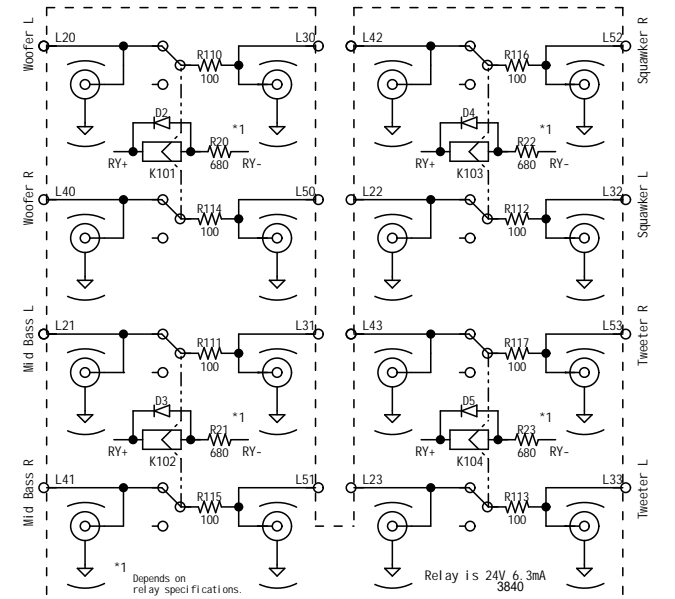 Woofer L
L20
R110
100
L30
D2
*1
RY+
K101
R20
680
RY-
Woofer R
L40
R114
100
L50
Mid Bass L
L21
R111
100
L31
D3
*1
RY+
K102
R21
680
RY-
Mid Bass R
L41
R115
100
L51
*1
Depends on
relay specifications.
L42
R116
100
L52
Squawker R
D4
*1
RY+
K103
R22
680
RY-
L22
R112
100
L32
Squawker L
L43
R117
100
L53
Tweeter R
D5
*1
RY+
K104
R23
680
RY-
L23
R113
100
L33
Tweeter L
Relay is 24V 6.3mA
3840